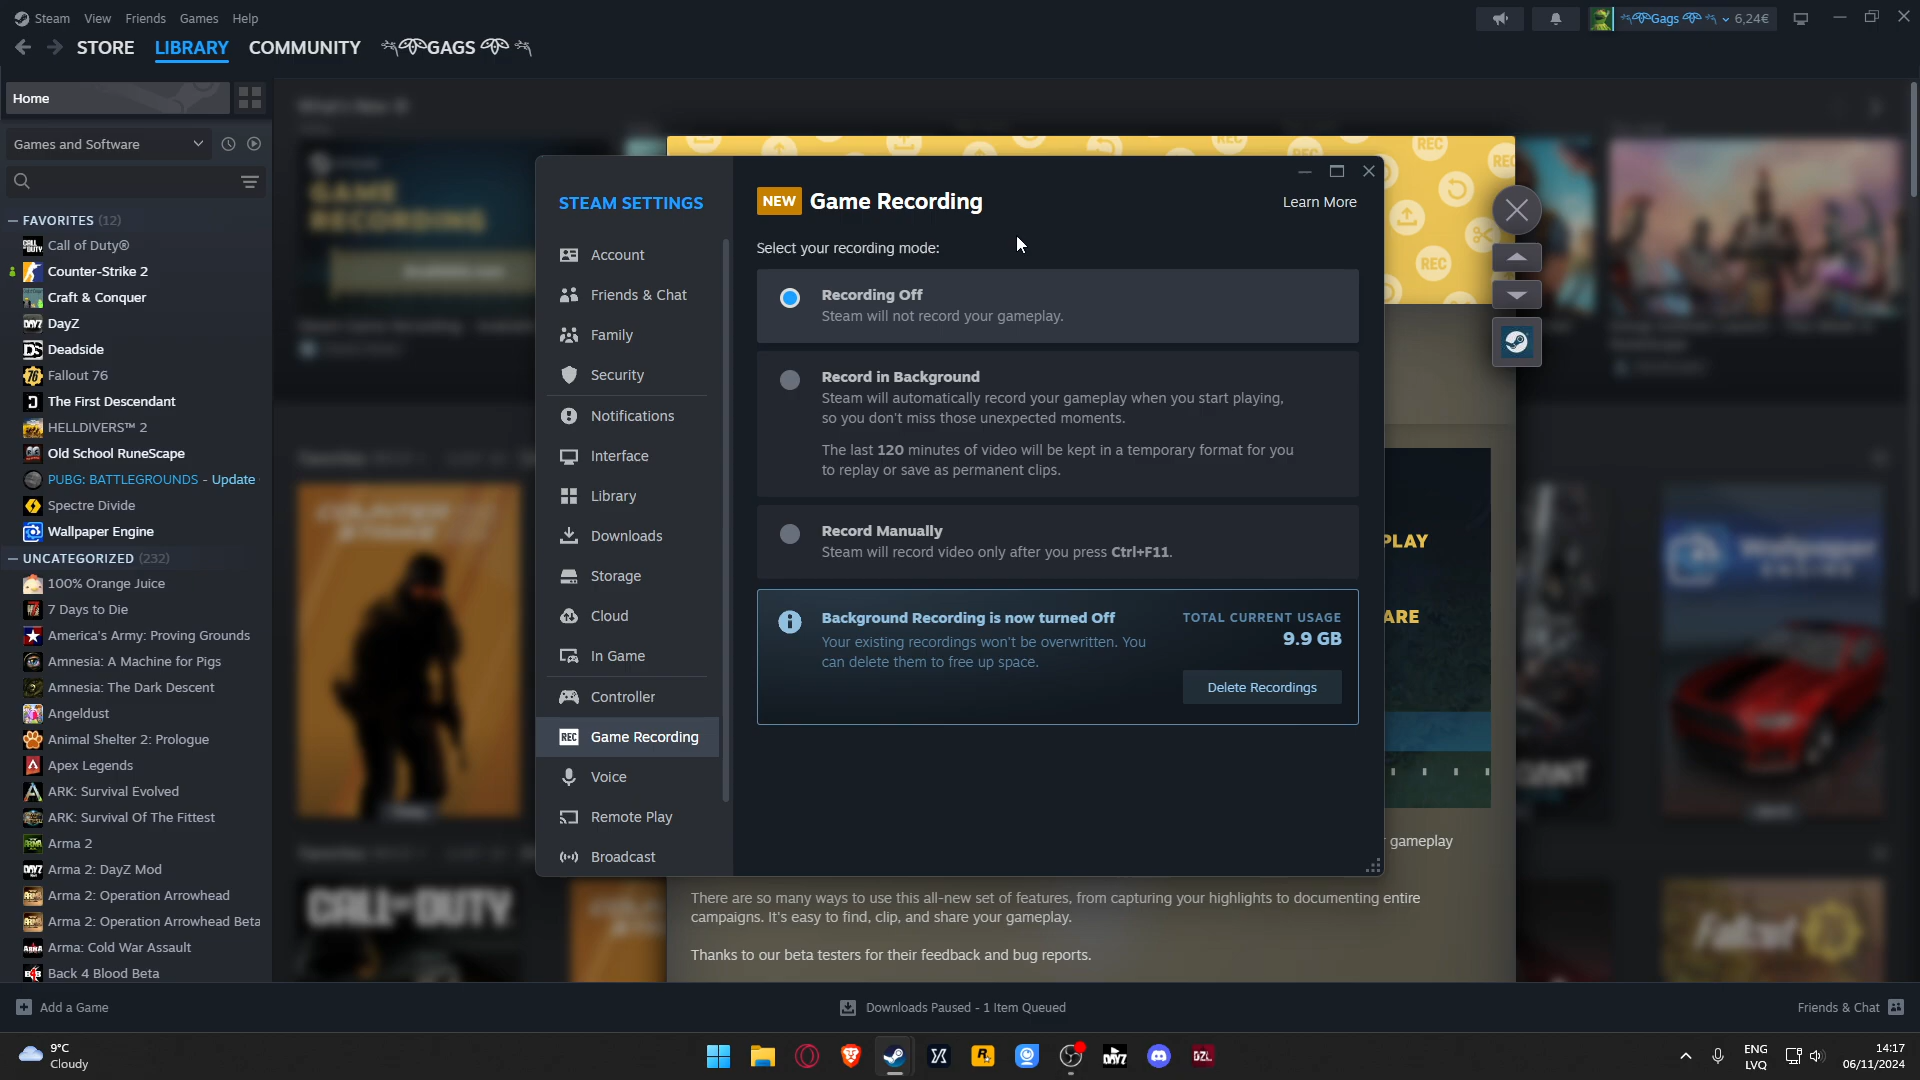 Steam View Friends Games Help
Gags 6,24€
STORE LIBRARY COMMUNITY GAGS
Home
Games and Software
FAVORITES (12)
Call of Duty®
Counter-Strike 2
Craft & Conquer
DayZ
Deadside
Fallout 76
The First Descendant
HELLDIVERS™ 2
Old School RuneScape
PUBG: BATTLEGROUNDS - Update
Spectre Divide
Wallpaper Engine
UNCATEGORIZED (232)
100% Orange Juice
7 Days to Die
America's Army: Proving Grounds
Amnesia: A Machine for Pigs
Amnesia: The Dark Descent
Angeldust
Animal Shelter 2: Prologue
Apex Legends
ARK: Survival Evolved
ARK: Survival Of The Fittest
Arma 2
Arma 2: DayZ Mod
Arma 2: Operation Arrowhead
Arma 2: Operation Arrowhead Beta
Arma: Cold War Assault
Back 4 Blood Beta
Add a Game
GAME
RECORDING
STEAM SETTINGS
Account
Friends & Chat
Family
Security
Notifications
Interface
Library
Downloads
Storage
Cloud
In Game
Controller
REC Game Recording
Voice
Remote Play
Broadcast
NEW Game Recording
Learn More
Select your recording mode:
Recording Off
Steam will not record your gameplay.
Record in Background
Steam will automatically record your gameplay when you start playing,
so you don't miss those unexpected moments.
The last 120 minutes of video will be kept in a temporary format for you
to replay or save as permanent clips.
Record Manually
Steam will record video only after you press Ctrl+F11.
Background Recording is now turned Off
Your existing recordings won't be overwritten. You
can delete them to free up space.
TOTAL CURRENT USAGE
9.9 GB
Delete Recordings
REC
REC
REC
PLAY
ARE
gameplay
There are so many ways to use this all-new set of features, from capturing your highlights to documenting entire
campaigns. It's easy to find, clip, and share your gameplay.
Thanks to our beta testers for their feedback and bug reports.
CALL OF DUTY
Fallout
Downloads Paused - 1 Item Queued
Friends & Chat
9°C
Cloudy
DAYZ
DZL
ENG
LVQ
14:17
06/11/2024